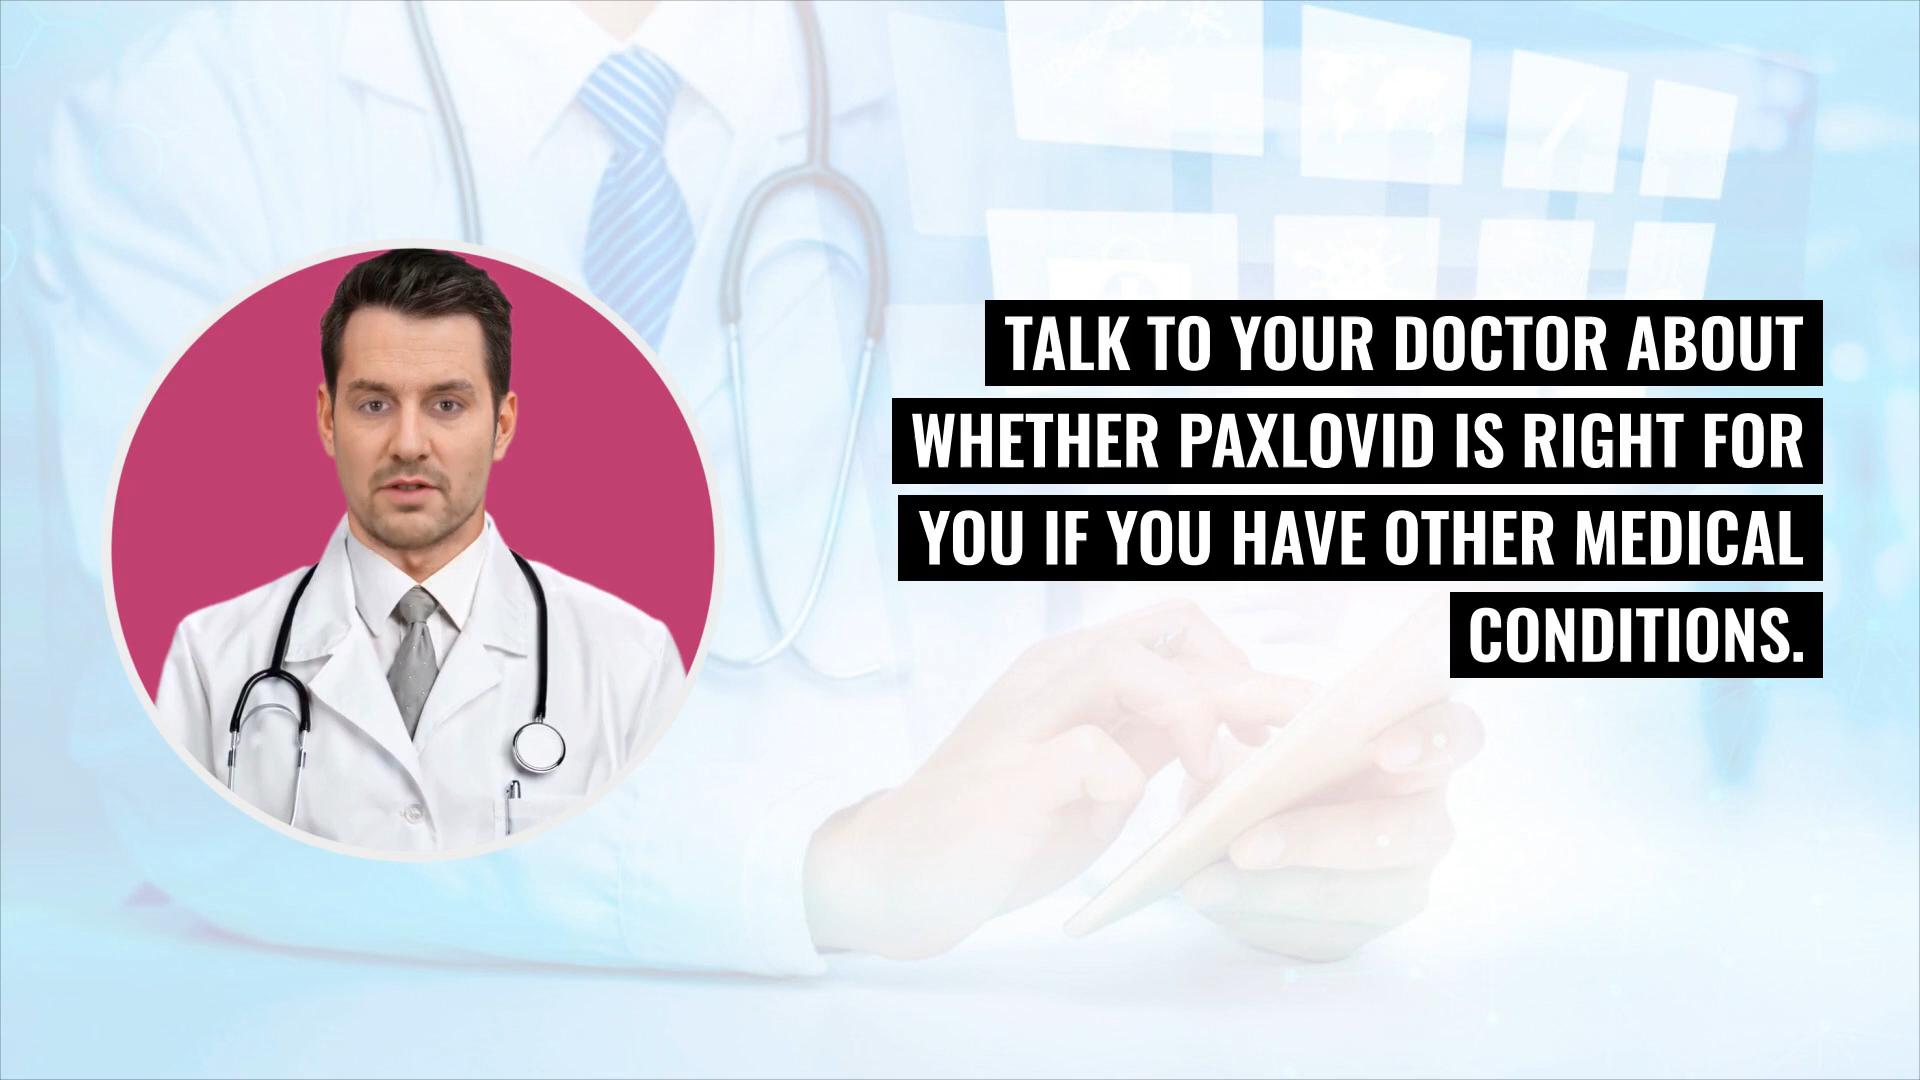 TALK TO YOUR DOCTOR ABOUT
WHETHER PAXLOVID IS RIGHT FOR
YOU IF YOU HAVE OTHER MEDICAL
CONDITIONS.